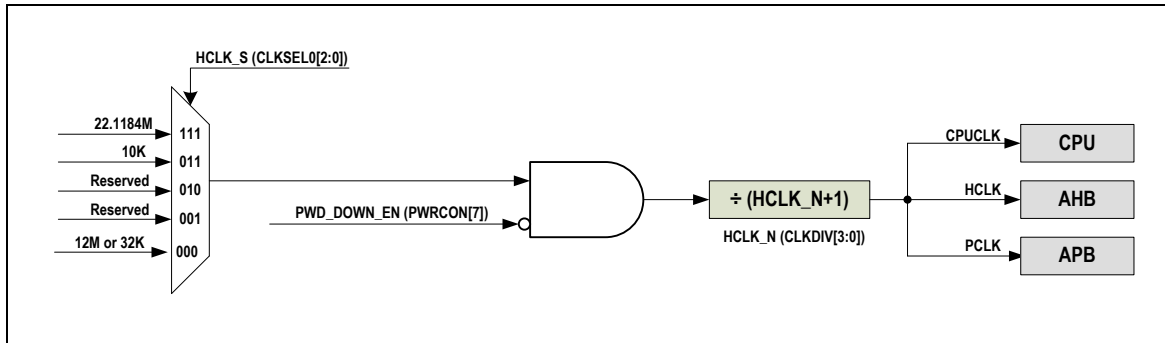 HCLK_S (CLKSEL0[2:0])
22.1184M
111
10K
011
Reserved
010
Reserved
001
12M or 32K
000
PWD_DOWN_EN (PWRCON[7])
÷ (HCLK_N+1)
HCLK_N (CLKDIV[3:0])
CPUCLK
CPU
HCLK
AHB
PCLK
APB